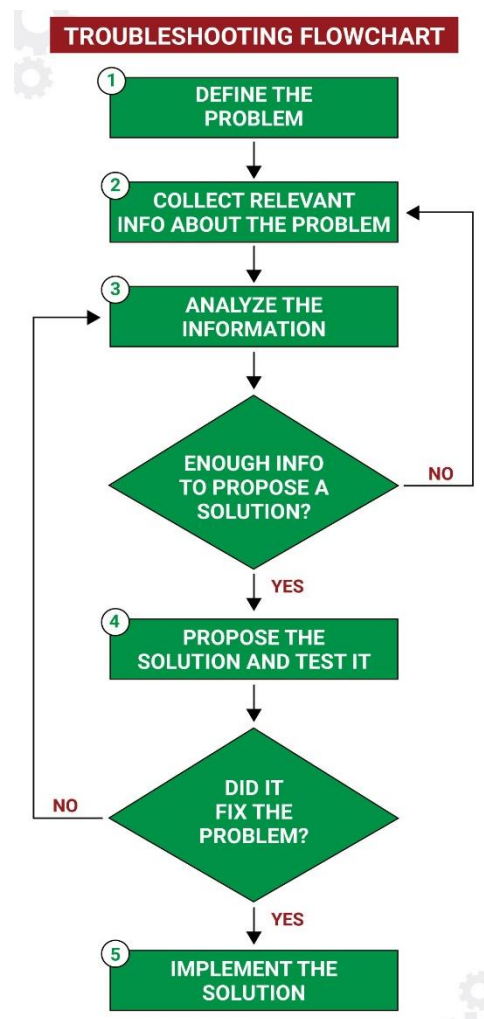 TROUBLESHOOTING FLOWCHART
1
DEFINE THE
PROBLEM
2
COLLECT RELEVANT
INFO ABOUT THE PROBLEM
3
ANALYZE THE
INFORMATION
ENOUGH INFO
TO PROPOSE A
SOLUTION?
NO
YES
4
PROPOSE THE
SOLUTION AND TEST IT
DID IT
FIX THE
PROBLEM?
NO
YES
5
IMPLEMENT THE
SOLUTION